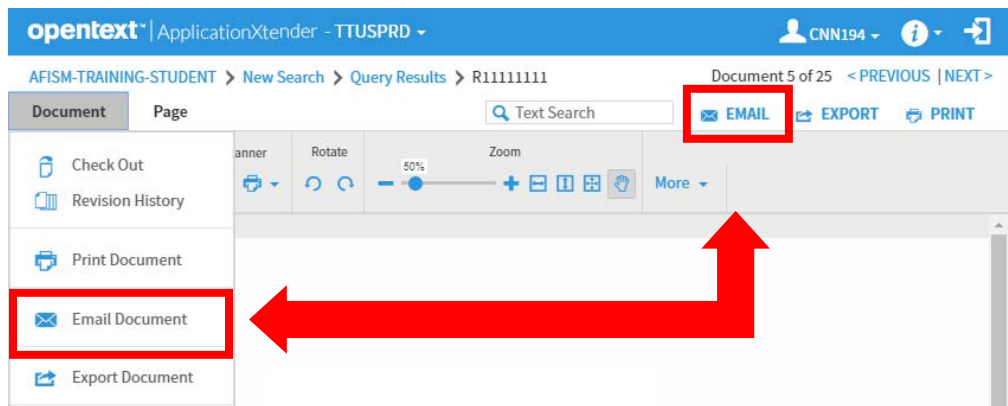 opentext™ | ApplicationXtender - TTUSPRD
CNN194
i
AFISM-TRAINING-STUDENT > New Search > Query Results > R11111111
Document 5 of 25 < PREVIOUS | NEXT >
Document Page
Text Search
EMAIL EXPORT PRINT
Check Out
Revision History
Print Document
Email Document
Export Document
anner Rotate Zoom
50%
More